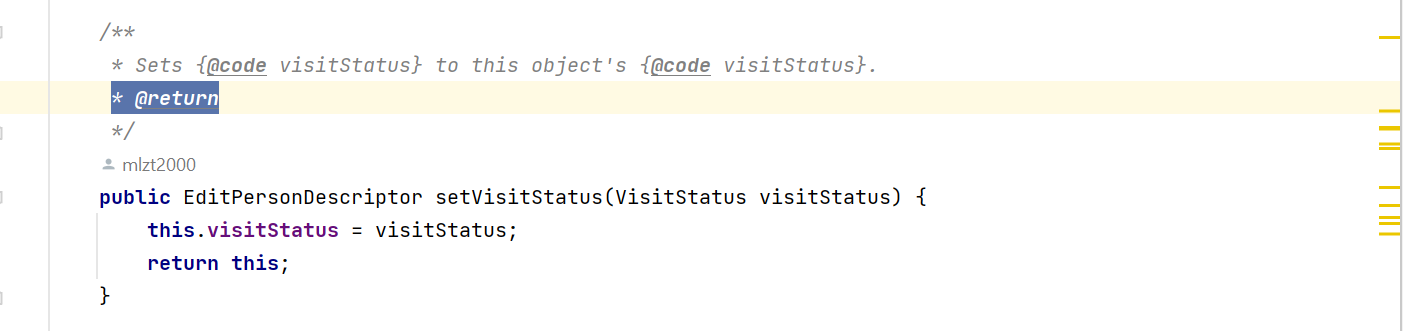 /**
* Sets {@code visitStatus} to this object's {@code visitStatus}.
* @return
*/
mlzt2000
public EditPersonDescriptor setVisitStatus(VisitStatus visitStatus) {
this.visitStatus = visitStatus;
return this;
}